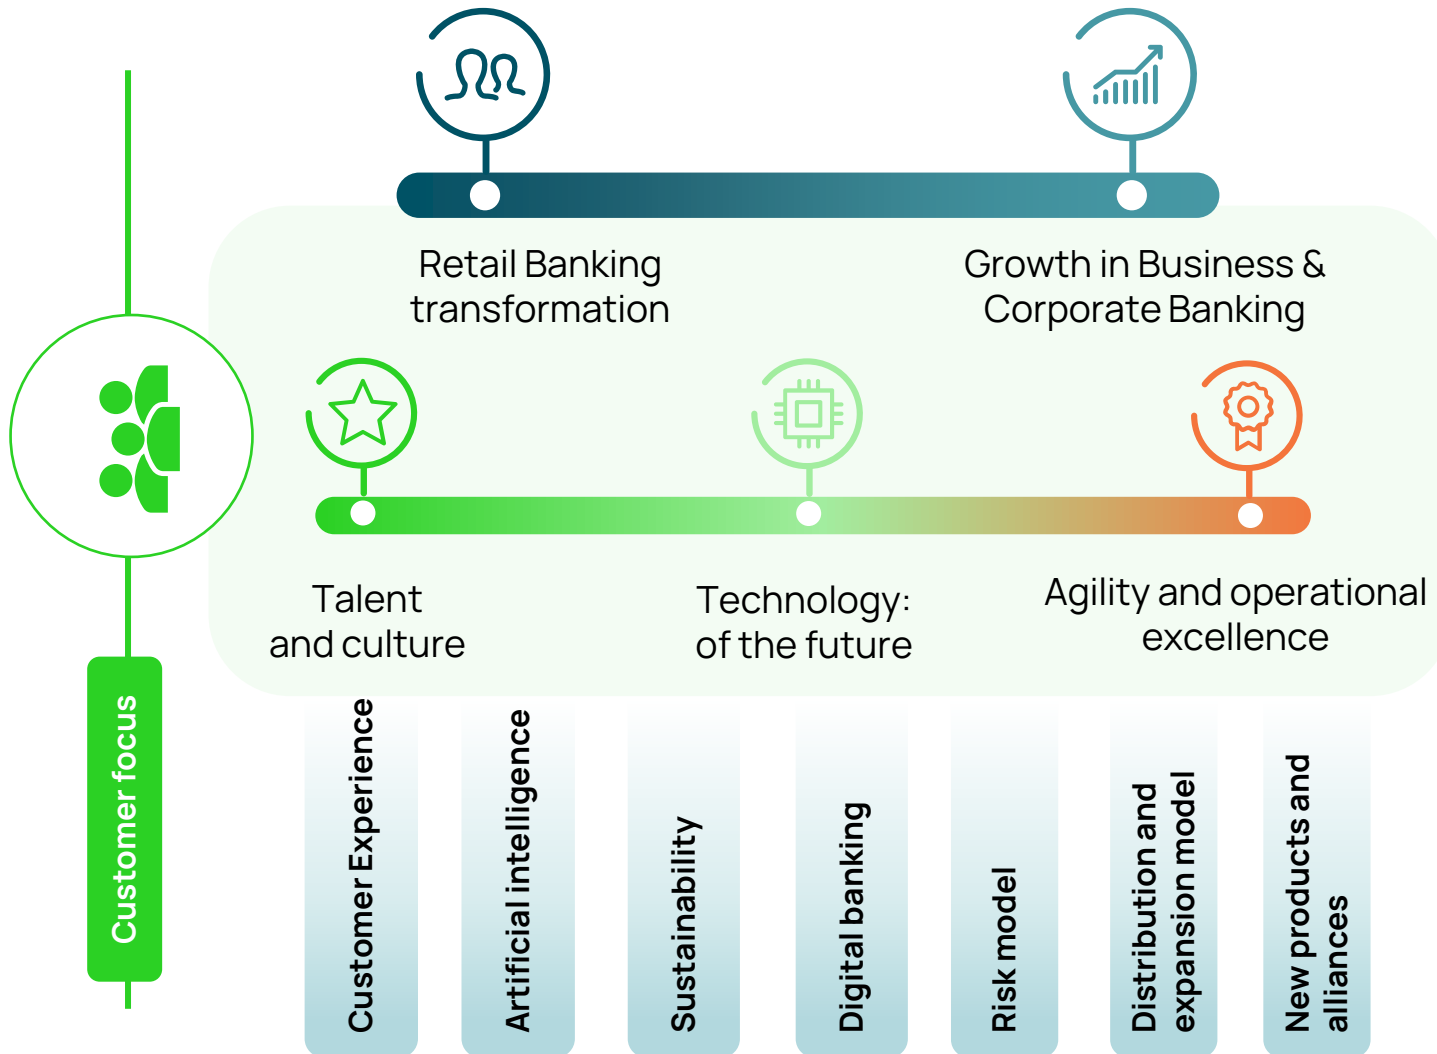 Retail Banking
transformation
Growth in Business &
Corporate Banking
Talent
and culture
Technology:
of the future
Agility and operational
excellence
Customer focus
Customer Experience
Artificial intelligence
Sustainability
Digital banking
Risk model
Distribution and
expansion model
New products and
alliances